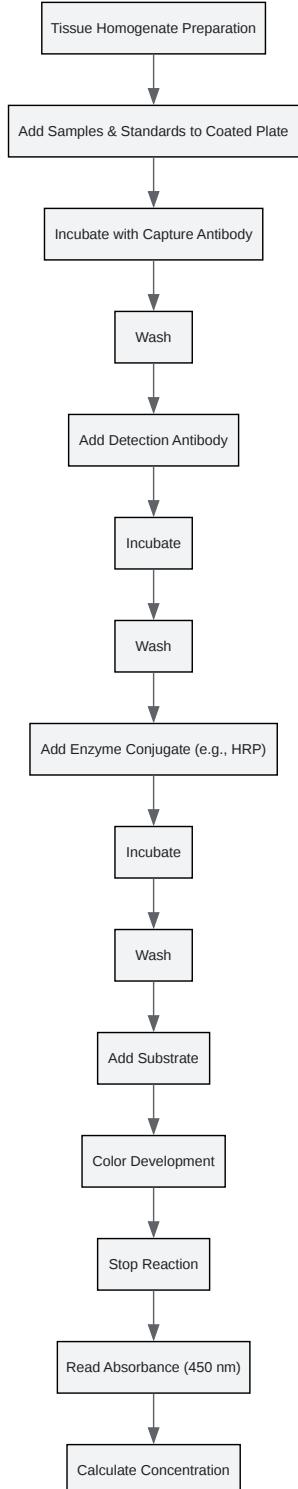 Tissue Homogenate Preparation
Add Samples & Standards to Coated Plate
Incubate with Capture Antibody
Wash
Add Detection Antibody
Incubate
Wash
Add Enzyme Conjugate (e.g., HRP)
Incubate
Wash
Add Substrate
Color Development
Stop Reaction
Read Absorbance (450 nm)
Calculate Concentration